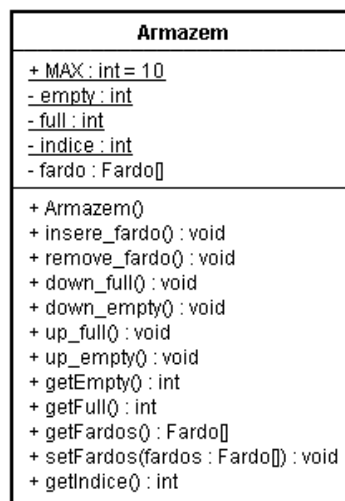 Armazem
+ MAX : int = 10
- empty : int
- full : int
- indice : int
- fardo : Fardo[]
+ Armazem()
+ insere_fardo() : void
+ remove_fardo() : void
+ down_full() : void
+ down_empty() : void
+ up_full() : void
+ up_empty() : void
+ getEmpty() : int
+ getFull() : int
+ getFardos() : Fardo[]
+ setFardos(fardos : Fardo[]) : void
+ getIndice() : int